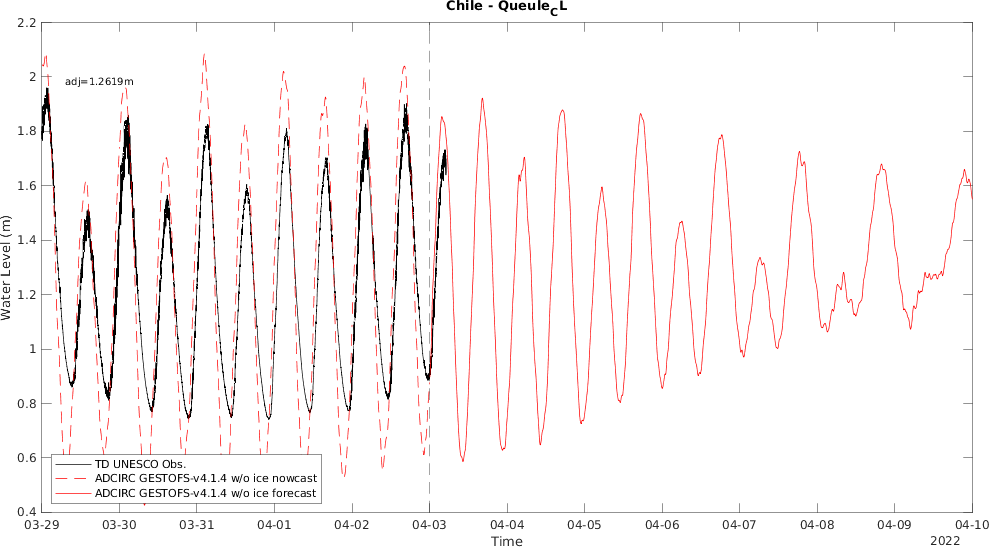 Chile - Queule_CL
2.2
2
1.8
1.6
1.4
1.2
1
0.8
0.6
0.4
Water Level (m)
adj=1.2619m
TD UNESCO Obs.
ADCIRC GESTOFS-v4.1.4 w/o ice nowcast
ADCIRC GESTOFS-v4.1.4 w/o ice forecast
03-29 03-30 03-31 04-01 04-02 04-03 04-04 04-05 04-06 04-07 04-08 04-09 04-10
Time
2022